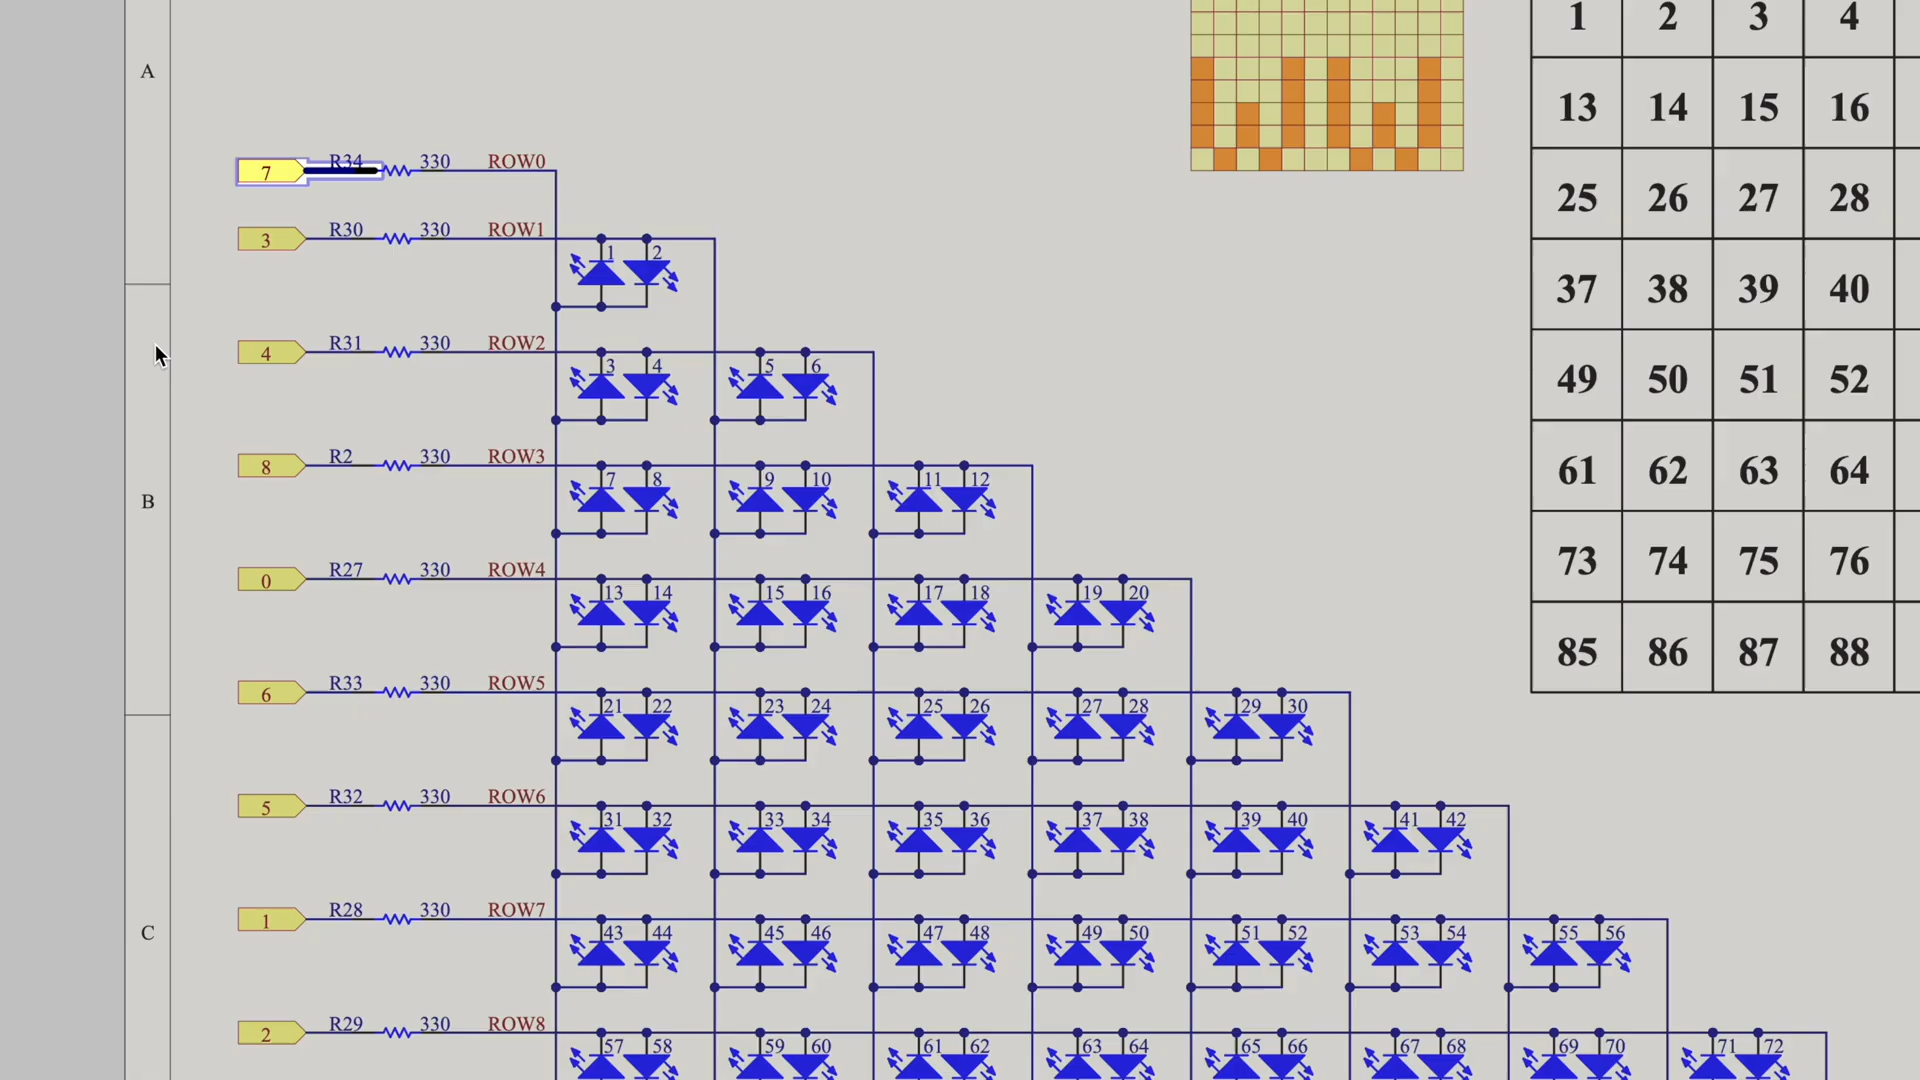 1 2 3 4
A
13 14 15 16
7 R34 330 ROW0
25 26 27 28
3 R30 330 ROW1
1 2
37 38 39 40
4 R31 330 ROW2
3 4 5 6
49 50 51 52
8 R2 330 ROW3
7 8 9 10 11 12
61 62 63 64
B
0 R27 330 ROW4
13 14 15 16 17 18 19 20
73 74 75 76
85 86 87 88
6 R33 330 ROW5
21 22 23 24 25 26 27 28 29 30
5 R32 330 ROW6
31 32 33 34 35 36 37 38 39 40 41 42
1 R28 330 ROW7
43 44 45 46 47 48 49 50 51 52 53 54 55 56
C
2 R29 330 ROW8
57 58 59 60 61 62 63 64 65 66 67 68 69 70 71 72